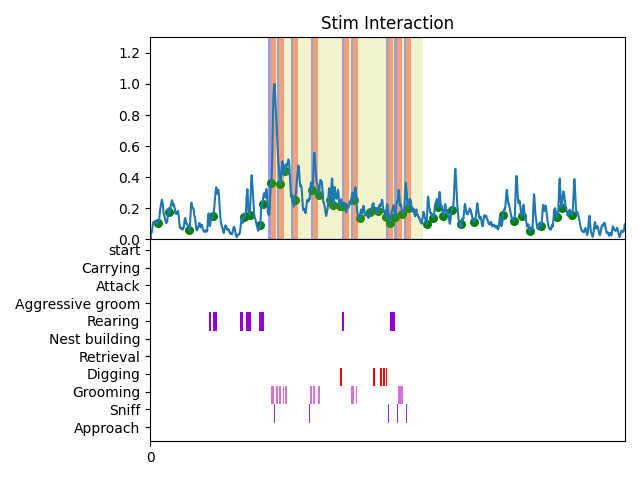 Stim Interaction
1.2
1.0
0.8
0.6
0.4
0.2
0.0
start
Carrying
Attack
Aggressive groom
Rearing
Nest building
Retrieval
Digging
Grooming
Sniff
Approach
0